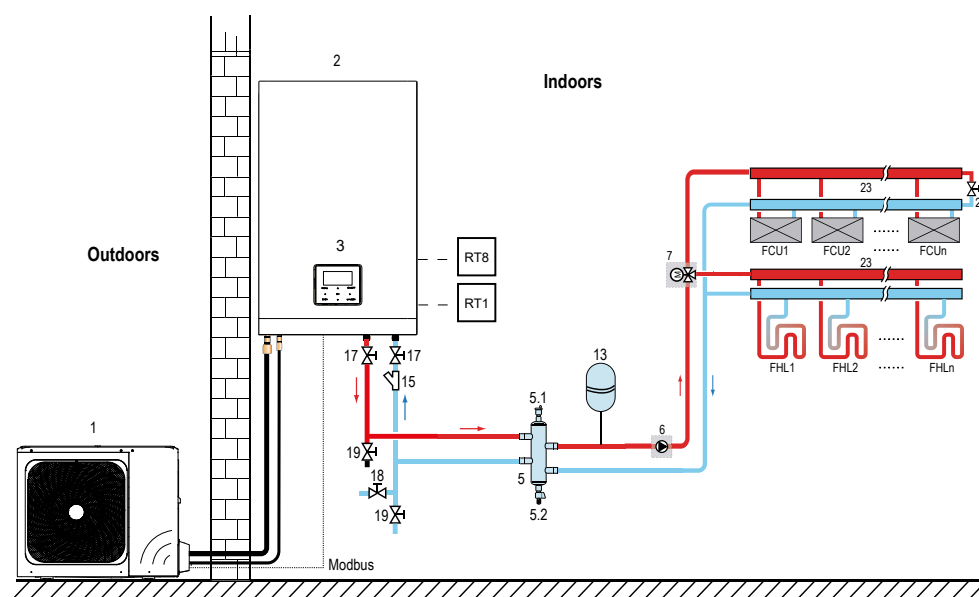 2
Indoors
23
2
FCU1
FCU2
......
......
FCUn
Outdoors
3
RT8
RT1
7
M
23
FHL1
FHL2
......
......
FHLn
17
17
15
13
5.1
6
1
19
18
5
19
5.2
Modbus